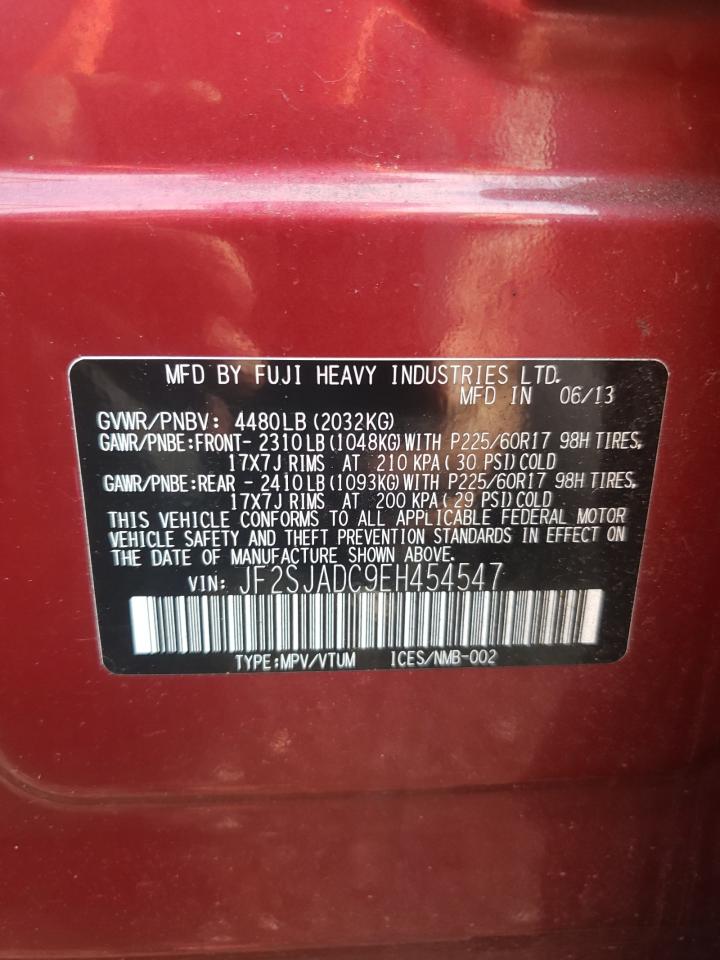 MFD BY FUJI HEAVY INDUSTRIES LTD.
MFD IN 06/13
GVWR/PNBV: 4480LB (2032KG)
GAWR/PNBE:FRONT- 2310LB (1048KG) WITH P225/60R17 98H TIRES,
17X7J RIMS AT 210 KPA ( 30 PSI) COLD
GAWR/PNBE:REAR - 2410LB (1093KG) WITH P225/60R17 98H TIRES,
17X7J RIMS AT 200 KPA ( 29 PSI) COLD
THIS VEHICLE CONFORMS TO ALL APPLICABLE FEDERAL MOTOR
VEHICLE SAFETY AND THEFT PREVENTION STANDARDS IN EFFECT ON
THE DATE OF MANUFACTURE SHOWN ABOVE.
VIN: JF2SJADC9EH454547
TYPE:MPV/VTUM ICES/NMB-002